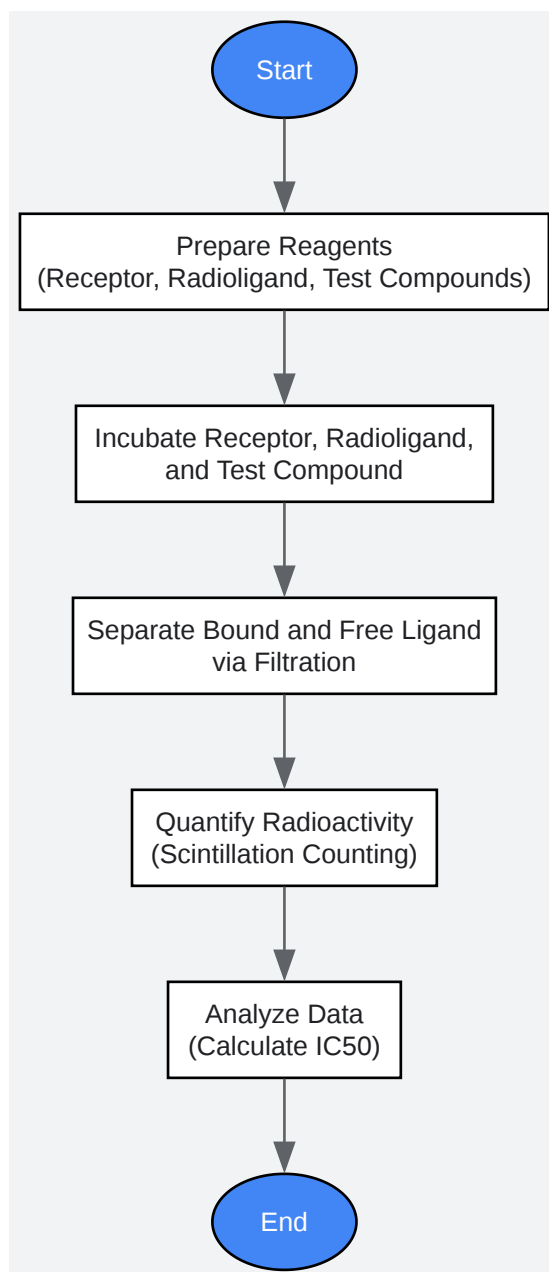 Start
Prepare Reagents
(Receptor, Radioligand, Test Compounds)
Incubate Receptor, Radioligand,
and Test Compound
Separate Bound and Free Ligand
via Filtration
Quantify Radioactivity
(Scintillation Counting)
Analyze Data
(Calculate IC50)
End